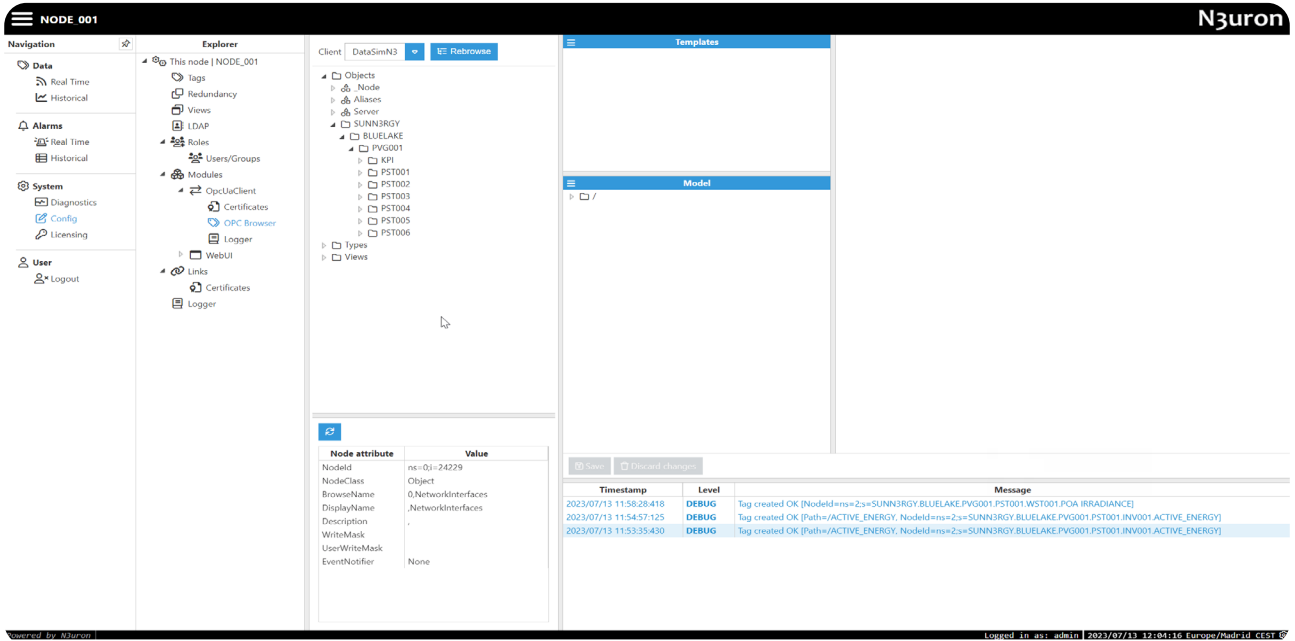 NODE_001
N3uron
Navigation
Data
Real Time
Historical
Alarms
Real Time
Historical
System
Diagnostics
Config
Licensing
User
Logout
Explorer
This node | NODE_001
Tags
Redundancy
Views
LDAP
Roles
Users/Groups
Modules
OpcUaClient
Certificates
OPC Browser
Logger
WebUI
Links
Certificates
Logger
Client DataSimN3 Rebrowse
Objects
_Node
Aliases
Server
SUNN3RGY
BLUELAKE
PVG001
KPI
PST001
PST002
PST003
PST004
PST005
PST006
Types
Views
Node attribute Value
NodeId ns=0;i=24229
NodeClass Object
BrowseName 0,NetworkInterfaces
DisplayName ,NetworkInterfaces
Description ,
WriteMask
UserWriteMask
EventNotifier None
Templates
Model
/
Save Discard changes
Timestamp Level Message
2023/07/13 11:58:28:418 DEBUG Tag created OK [NodeId=ns=2;s=SUNN3RGY.BLUELAKE.PVG001.PST001.WST001.POA IRRADIANCE]
2023/07/13 11:54:57:125 DEBUG Tag created OK [Path=/ACTIVE_ENERGY, NodeId=ns=2;s=SUNN3RGY.BLUELAKE.PVG001.PST001.INV001.ACTIVE_ENERGY]
2023/07/13 11:53:35:430 DEBUG Tag created OK [Path=/ACTIVE_ENERGY, NodeId=ns=2;s=SUNN3RGY.BLUELAKE.PVG001.PST001.INV001.ACTIVE_ENERGY]
Powered by N3uron
Logged in as: admin | 2023/07/13 12:04:16 Europe/Madrid CEST